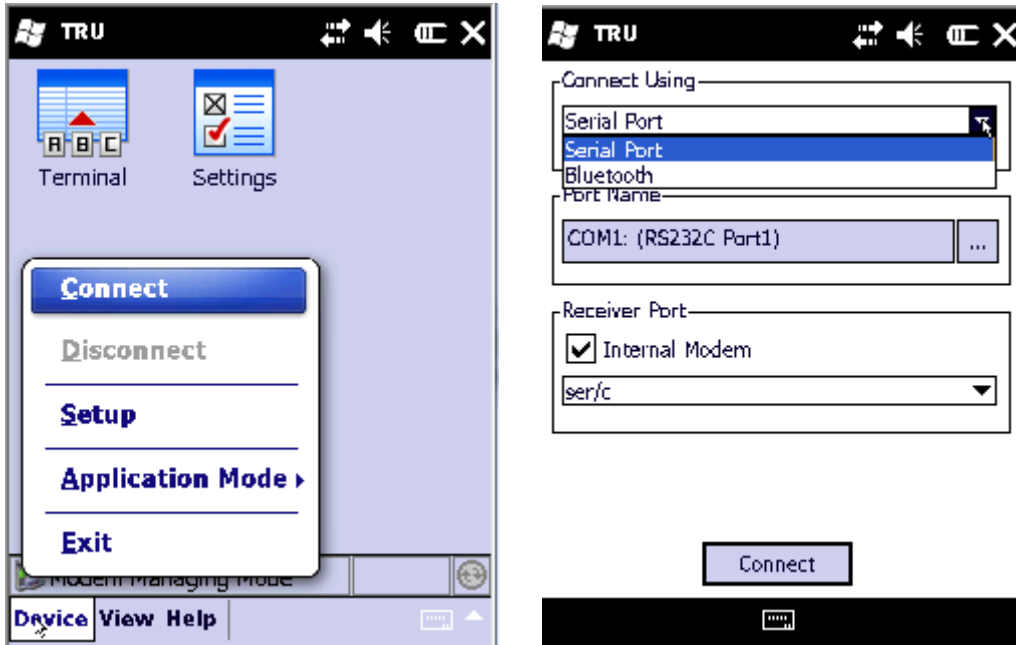 TRU
A B C
Terminal
Settings
Connect
Disconnect
Setup
Application Mode
Exit
Modem Managing Mode
Device View Help
TRU
Connect Using
Serial Port
Serial Port
Bluetooth
Port Name
COM1: (RS232C Port1)
...
Receiver Port
Internal Modem
ser/c
Connect